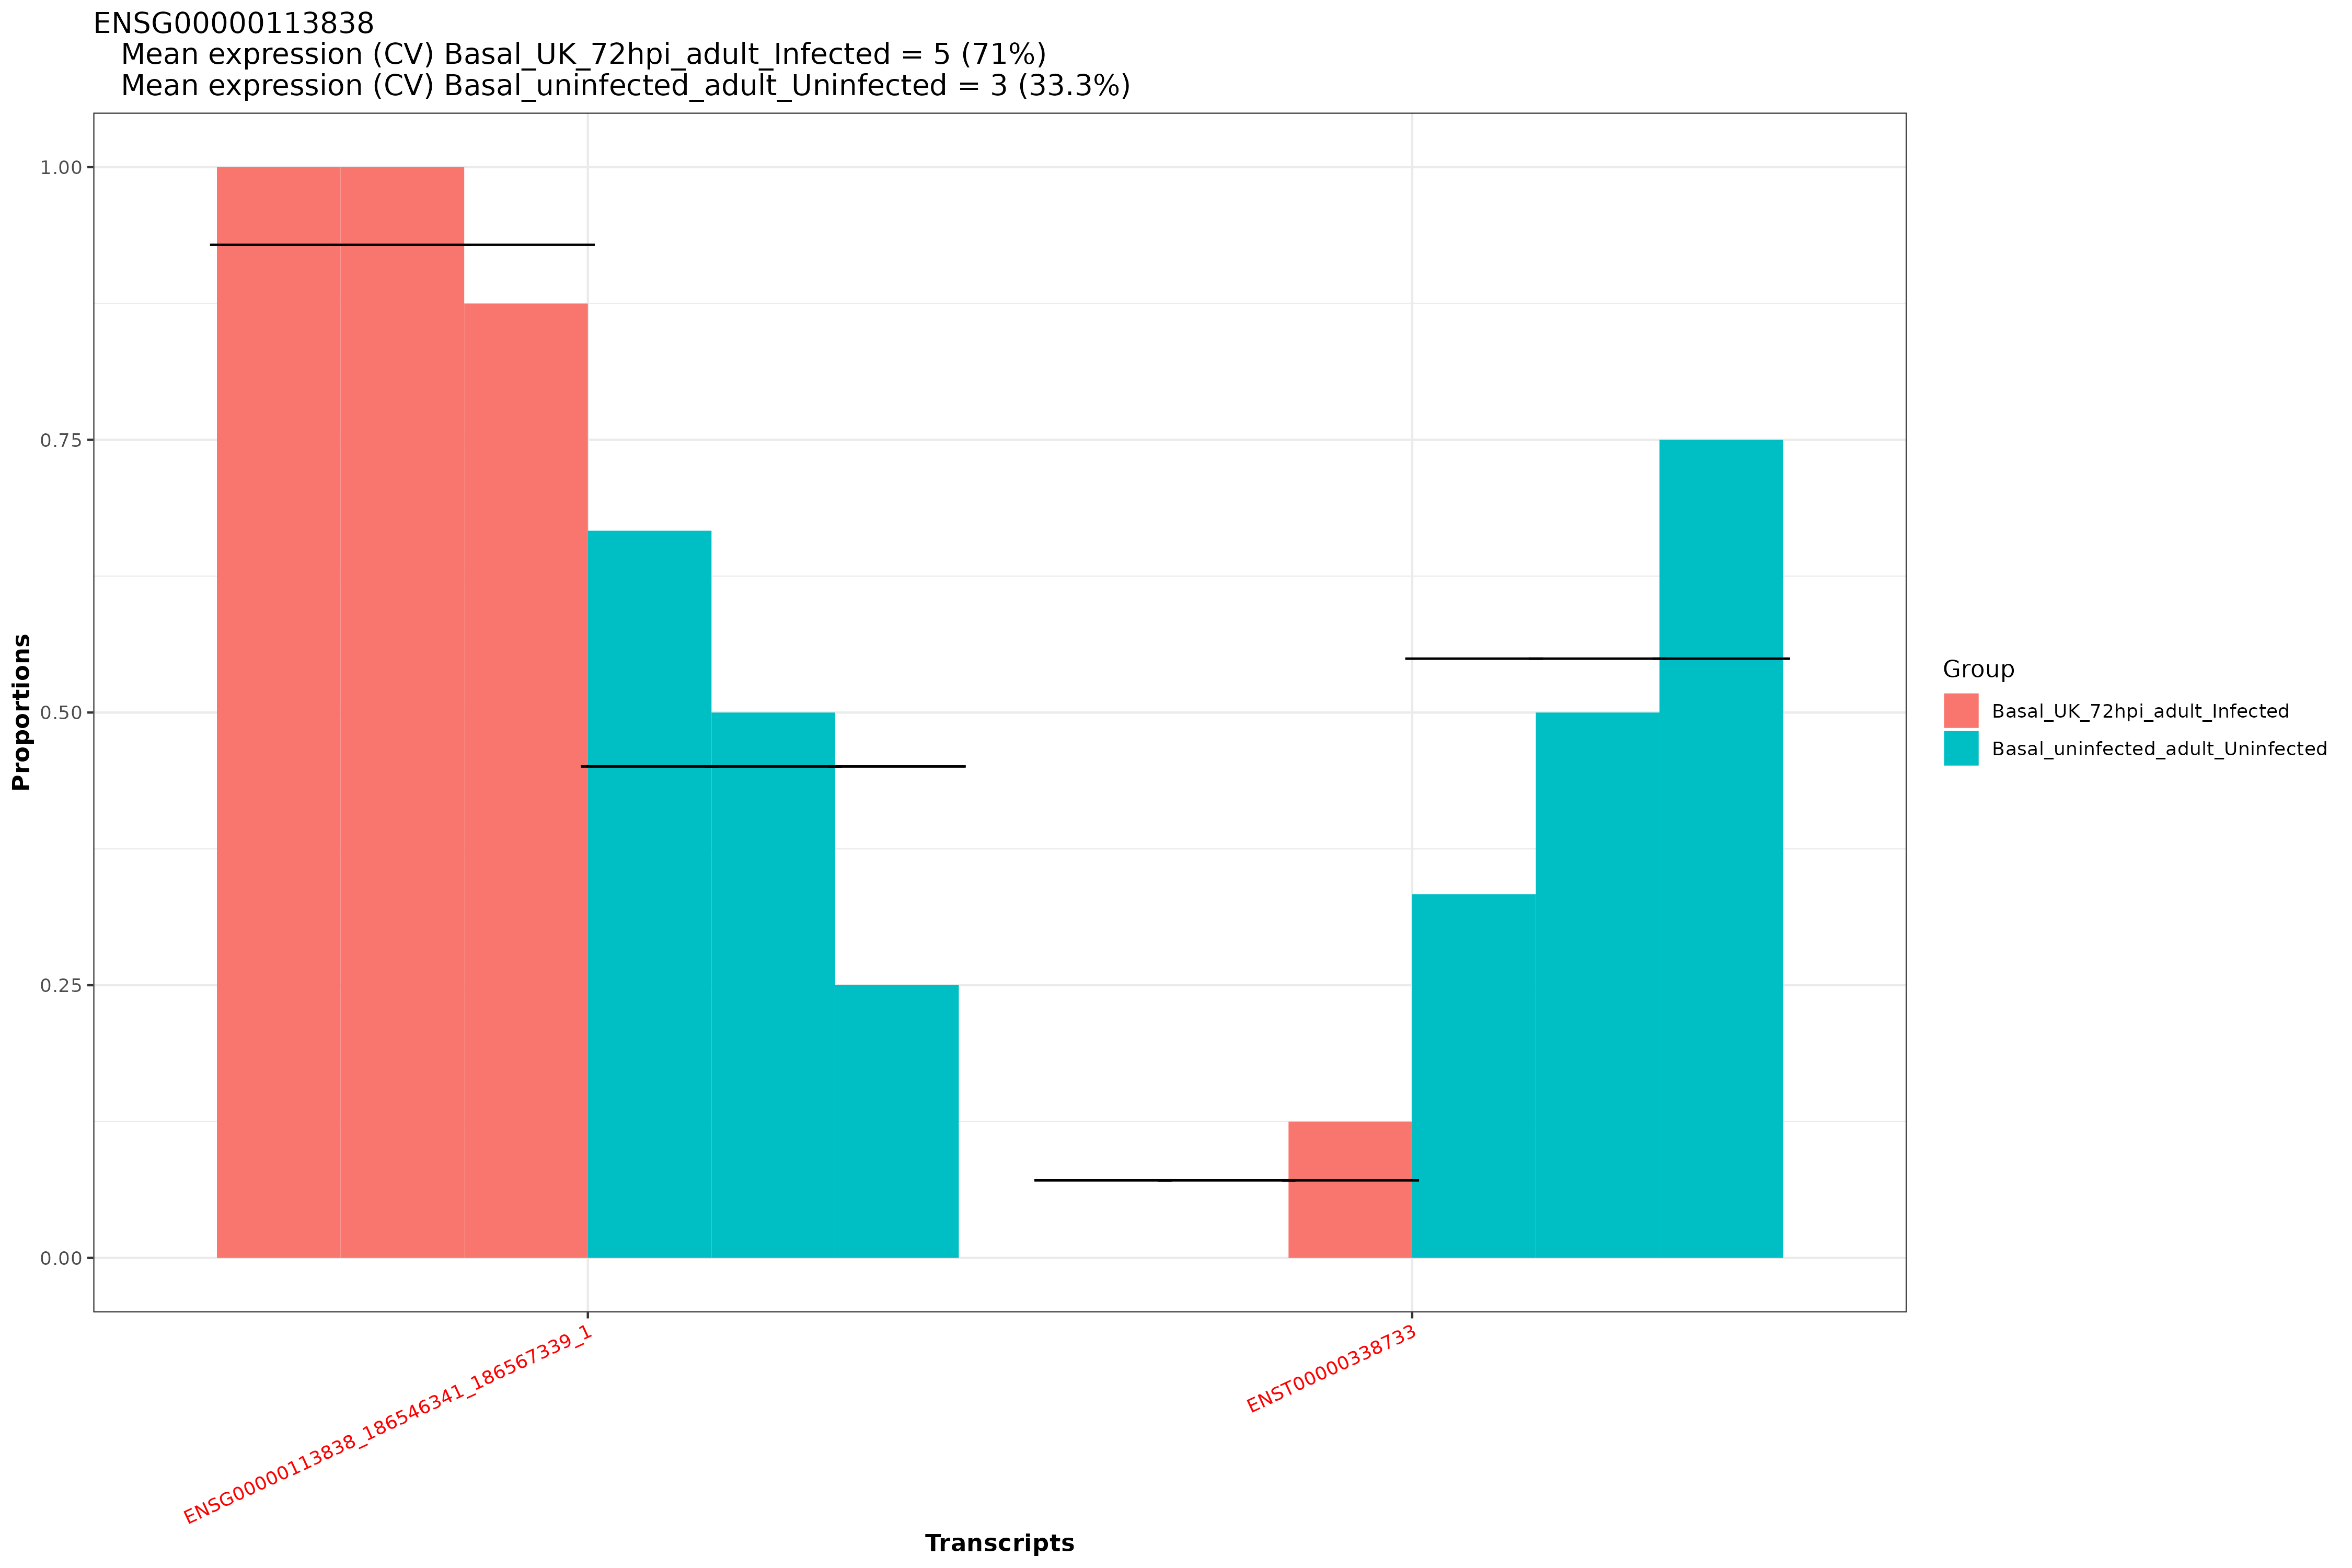 ENSG00000113838
Mean expression (CV) Basal_UK_72hpi_adult_Infected = 5 (71%)
Mean expression (CV) Basal_uninfected_adult_Uninfected = 3 (33.3%)
1.00
0.75
0.50
0.25
0.00
Proportions
ENSG00000113838_186546341_186567339_1
ENST00000338733
Transcripts
Group
Basal_UK_72hpi_adult_Infected
Basal_uninfected_adult_Uninfected